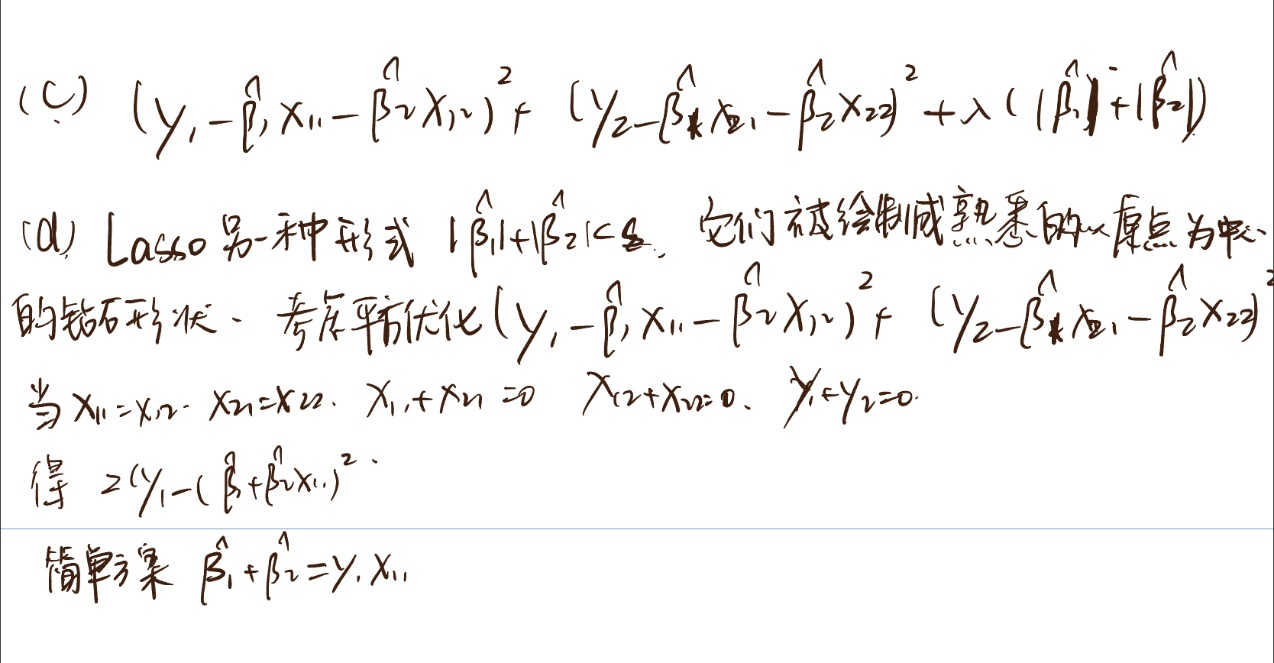 (c) (y₁-β̂₁x₁₁-β̂₂x₁₂)²+ (y₂-β̂₁x₂₁-β̂₂x₂₂)²+λ(|β̂₁|+|β̂₂|)
(d) Lasso另一种形式 |β̂₁|+|β̂₂|<s. 它们被绘制成熟悉的以原点为中心
的钻石形状. 考虑平方优化(y₁-β̂₁x₁₁-β̂₂x₁₂)²+ (y₂-β̂₁x₂₁-β̂₂x₂₂)²
当x₁₁=x₁₂. x₂₁=x₂₂. x₁₁+x₂₁=0 x₁₂+x₂₂=0. y₁+y₂=0.
得 2(y₁-(β̂₁+β̂₂x₁₁)².
简单方案 β̂₁+β̂₂=y₁x₁₁